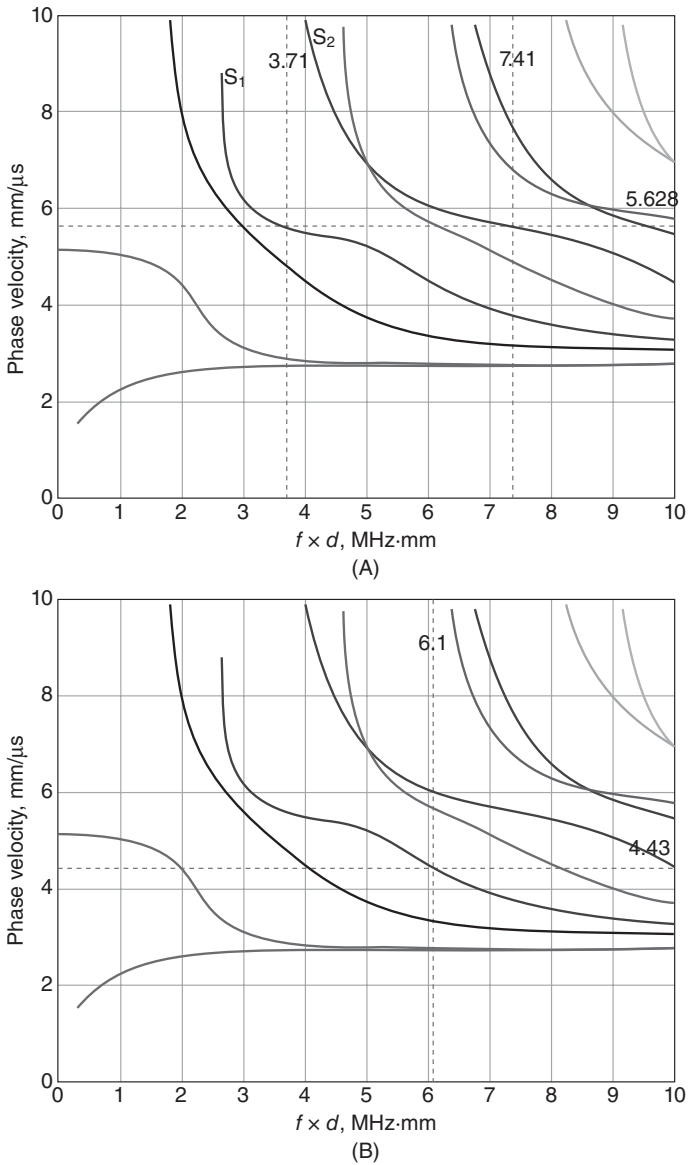 10
S₂
3.71
7.41
S₁
8
5.628
6
4
2
0
Phase velocity, mm/μs
0 1 2 3 4 5 6 7 8 9 10
f × d, MHz·mm
(A)
10
6.1
8
6
4.43
4
2
0
Phase velocity, mm/μs
0 1 2 3 4 5 6 7 8 9 10
f × d, MHz·mm
(B)